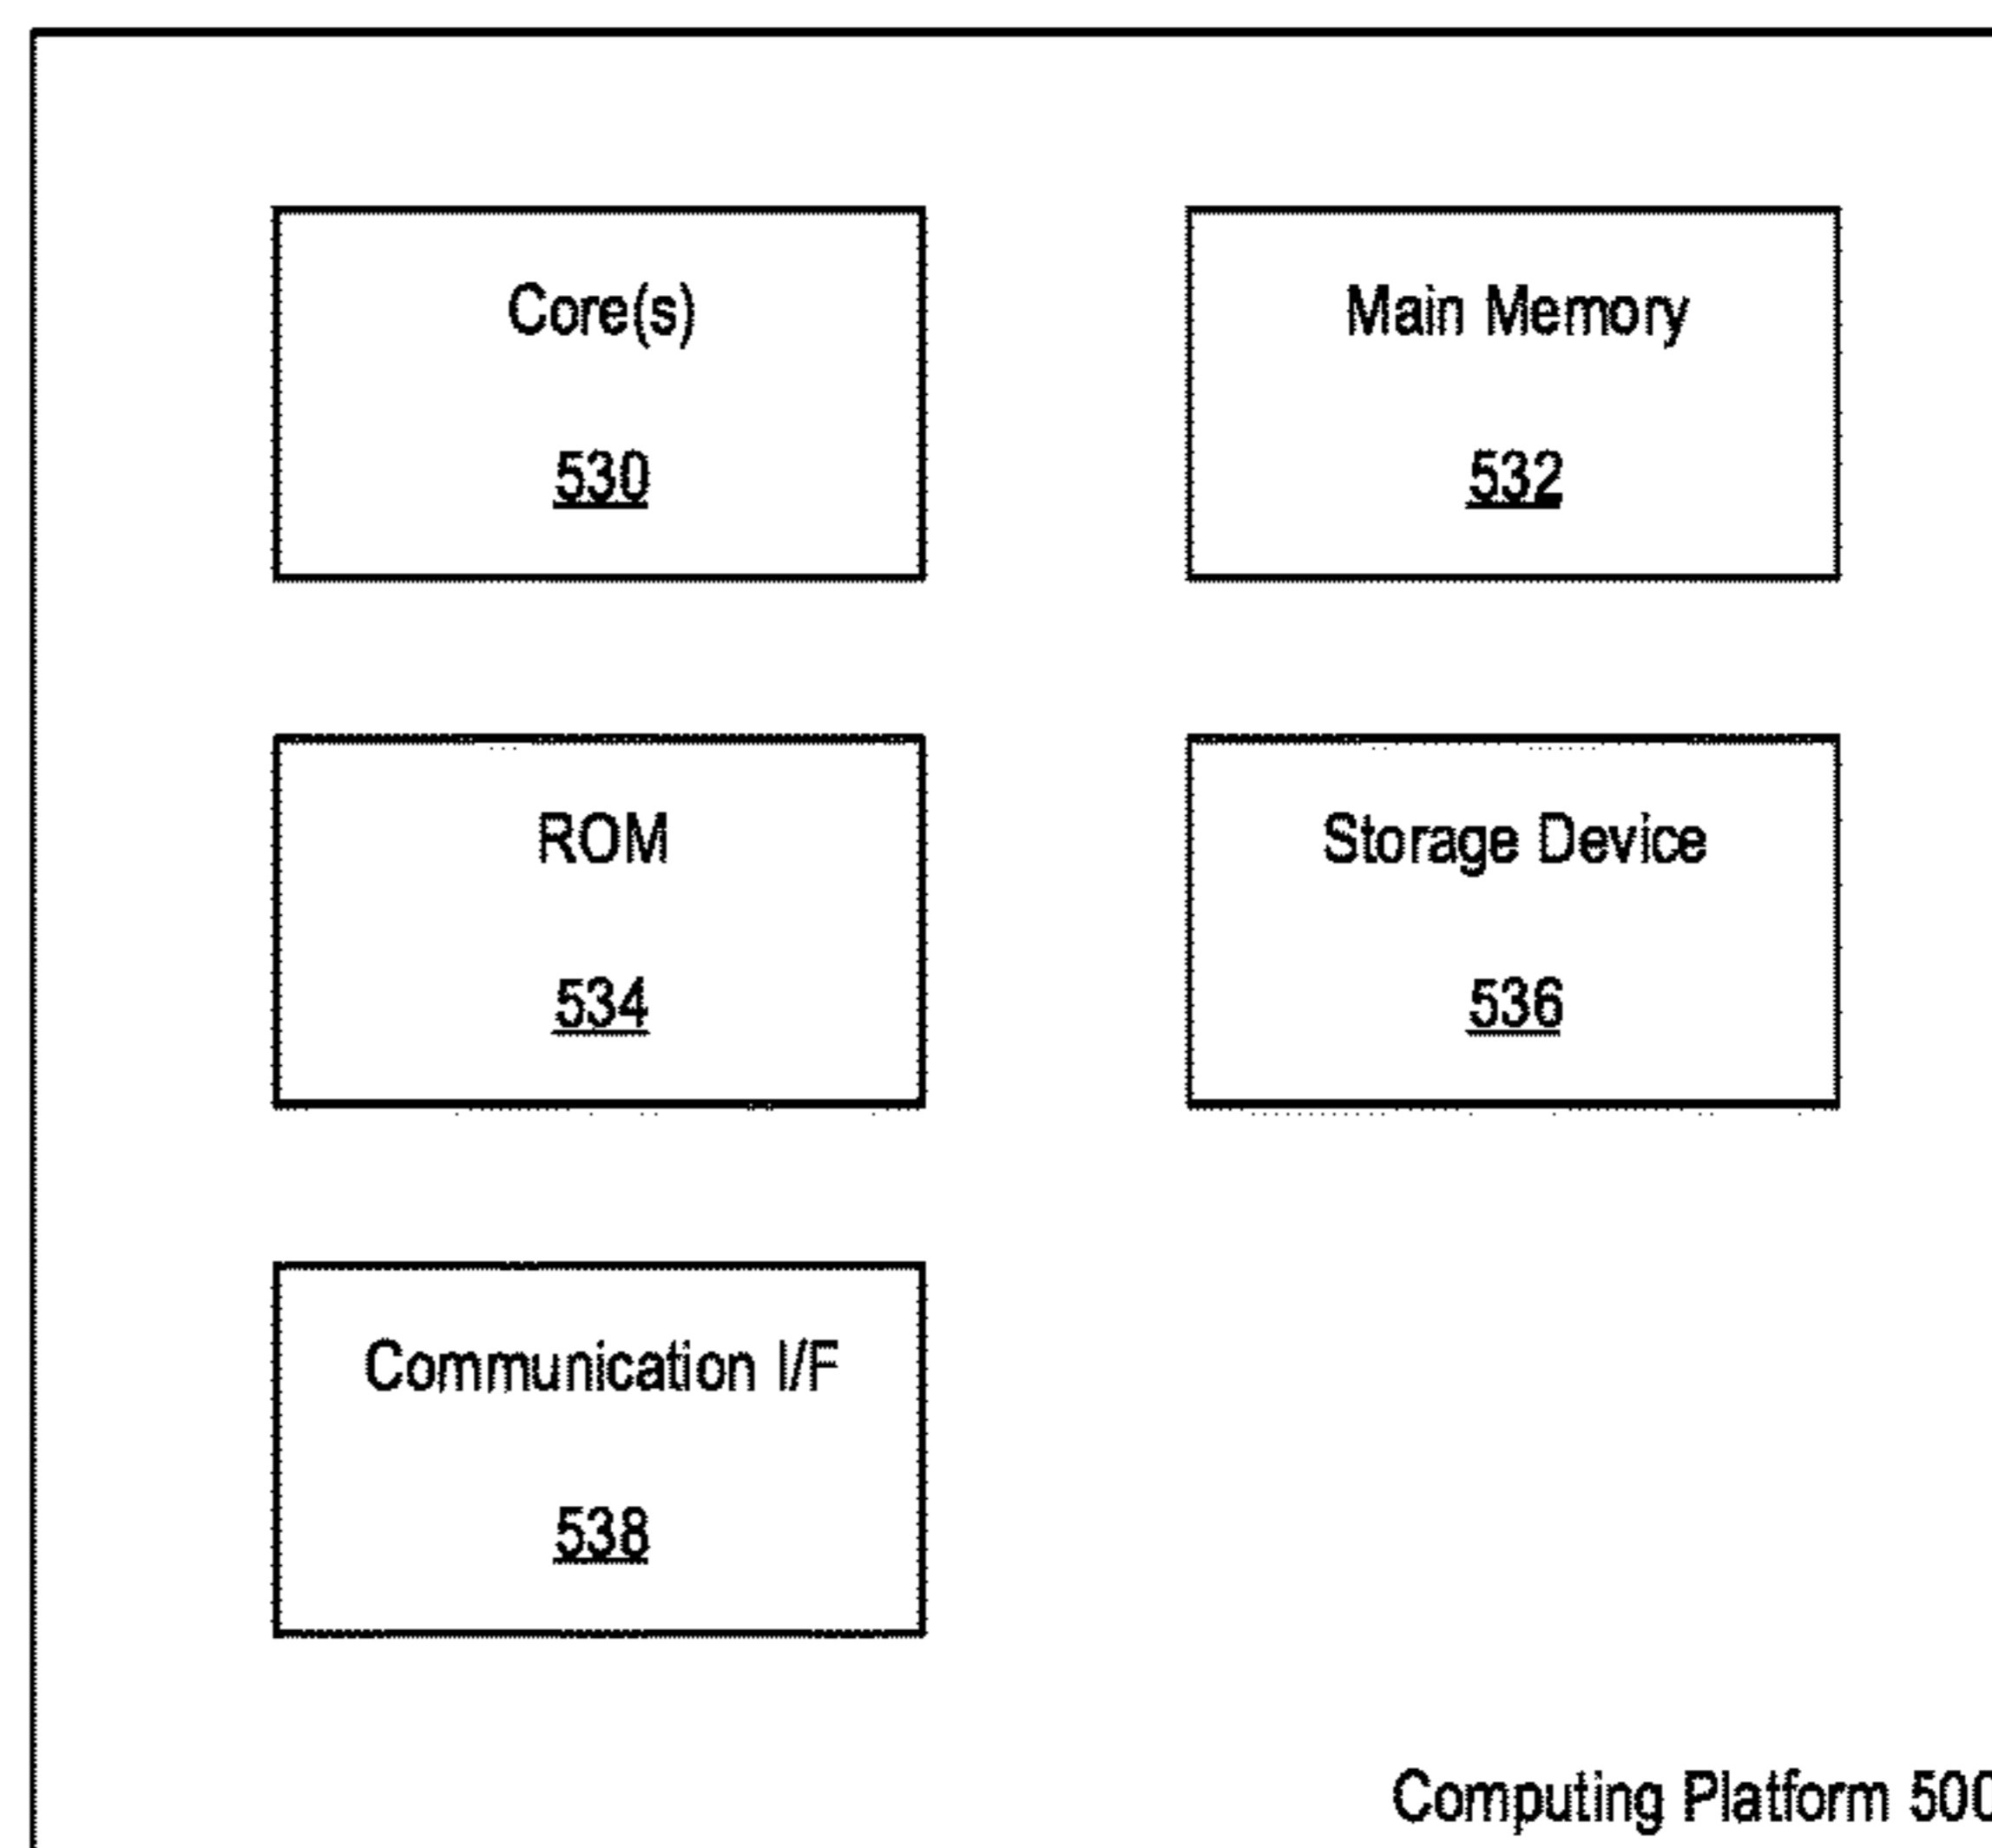 Core(s)
530
Main Memory
532
ROM
534
Storage Device
536
Communication I/F
538
Computing Platform 500